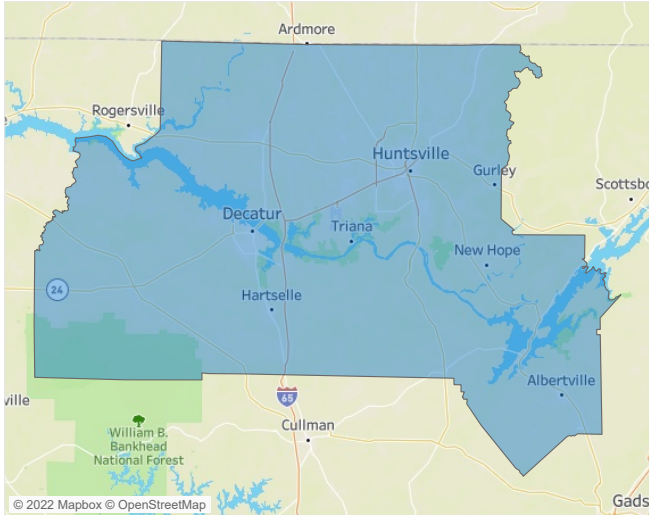 Ardmore
Rogersville
Huntsville
Gurley
Scottsbo
Decatur
Triana
New Hope
24
Hartselle
Albertville
ville
65
Cullman
William B.
Bankhead
National Forest
Gads
© 2022 Mapbox © OpenStreetMap